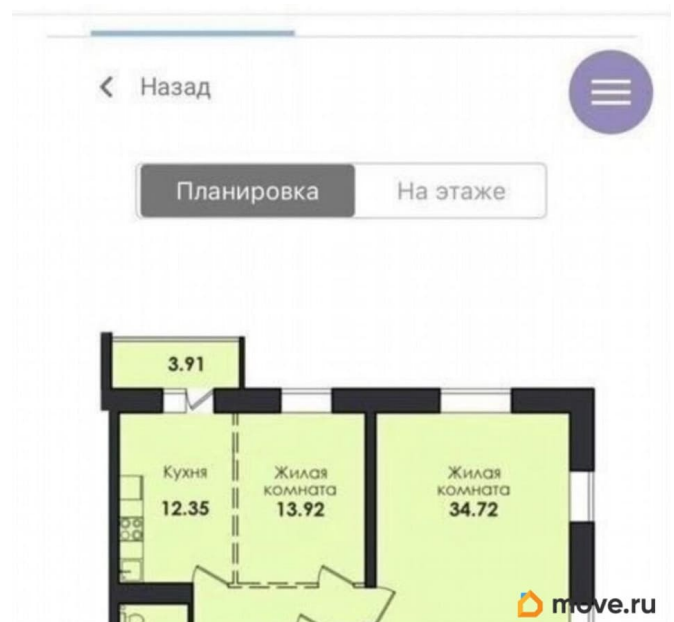 Назад
Планировка
На этаже
3.91
Кухня
12.35
Жилая
комната
13.92
Жилая
комната
34.72
move.ru